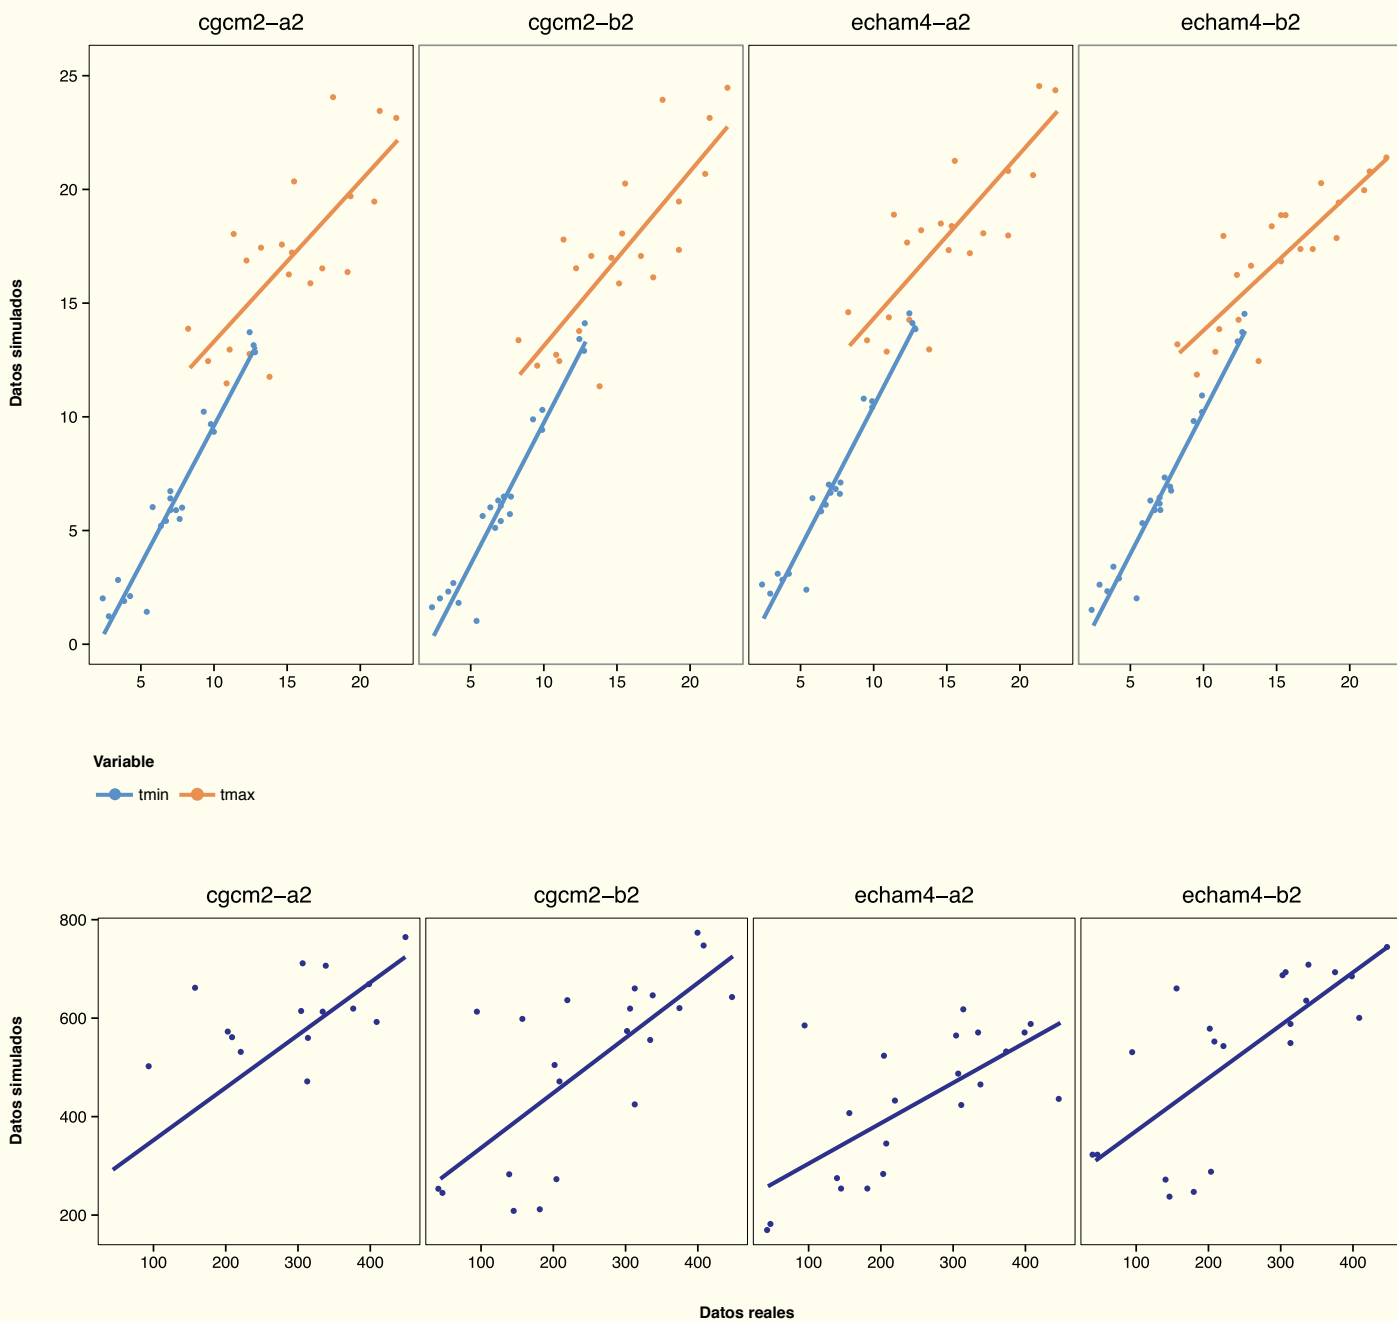 cgcm2−a2 cgcm2−b2 echam4−a2 echam4−b2
25
20
15
10
5
0
Datos simulados
5 10 15 20 5 10 15 20 5 10 15 20 5 10 15 20
Variable
tmin tmax
cgcm2−a2 cgcm2−b2 echam4−a2 echam4−b2
800
600
400
200
Datos simulados
100 200 300 400 100 200 300 400 100 200 300 400 100 200 300 400
Datos reales